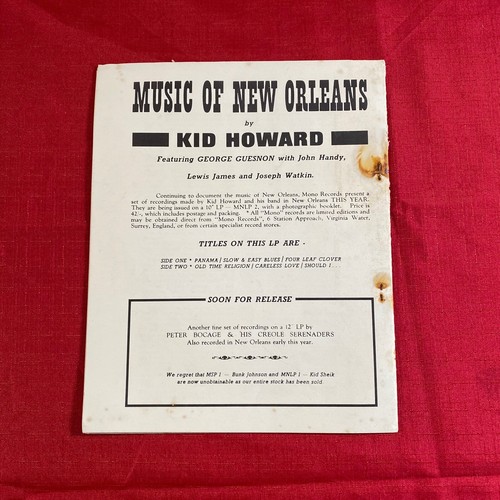 MUSIC OF NEW ORLEANS
by
KID HOWARD
Featuring GEORGE GUESNON with John Handy,
Lewis James and Joseph Watkin.
Continuing to document the music of New Orleans, Mono Records present a
set of recordings made by Kid Howard and his band in New Orleans THIS YEAR.
They are being issued on a 10" LP — MNLP 2, with a photographic booklet. Price is
42/-, which includes postage and packing. * All "Mono" records are limited editions and
may be obtained direct from "Mono Records", 6 Station Approach, Virginia Water,
Surrey, England, or from certain specialist record stores.
TITLES ON THIS LP ARE -
SIDE ONE * PANAMA / SLOW & EASY BLUES / FOUR LEAF CLOVER
SIDE TWO * OLD TIME RELIGION / CARELESS LOVE / SHOULD I . . .
SOON FOR RELEASE
Another fine set of recordings on a 12" LP by
PETER BOCAGE & HIS CREOLE SERENADERS
Also recorded in New Orleans early this year.
We regret that MSP 1 — Bunk Johnson and MNLP 1 — Kid Sheik
are now unobtainable as our entire stock has been sold.